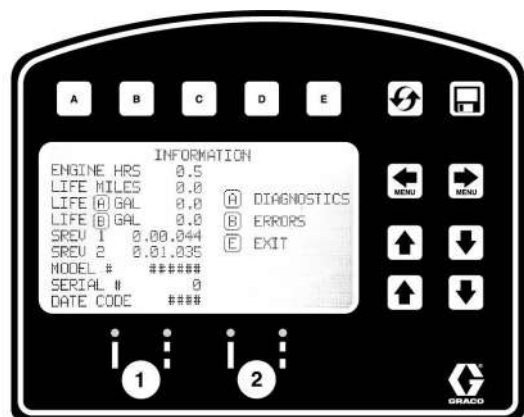 A B C D E
INFORMATION
ENGINE HRS 0.5
LIFE MILES 0.0
LIFE A GAL 0.0
LIFE B GAL 0.0
SREV 1 0.00.044
SREV 2 0.01.035
MODEL # ######
SERIAL # 0
DATE CODE ####
A DIAGNOSTICS
B ERRORS
E EXIT
MENU MENU
1 2
G
GRACO